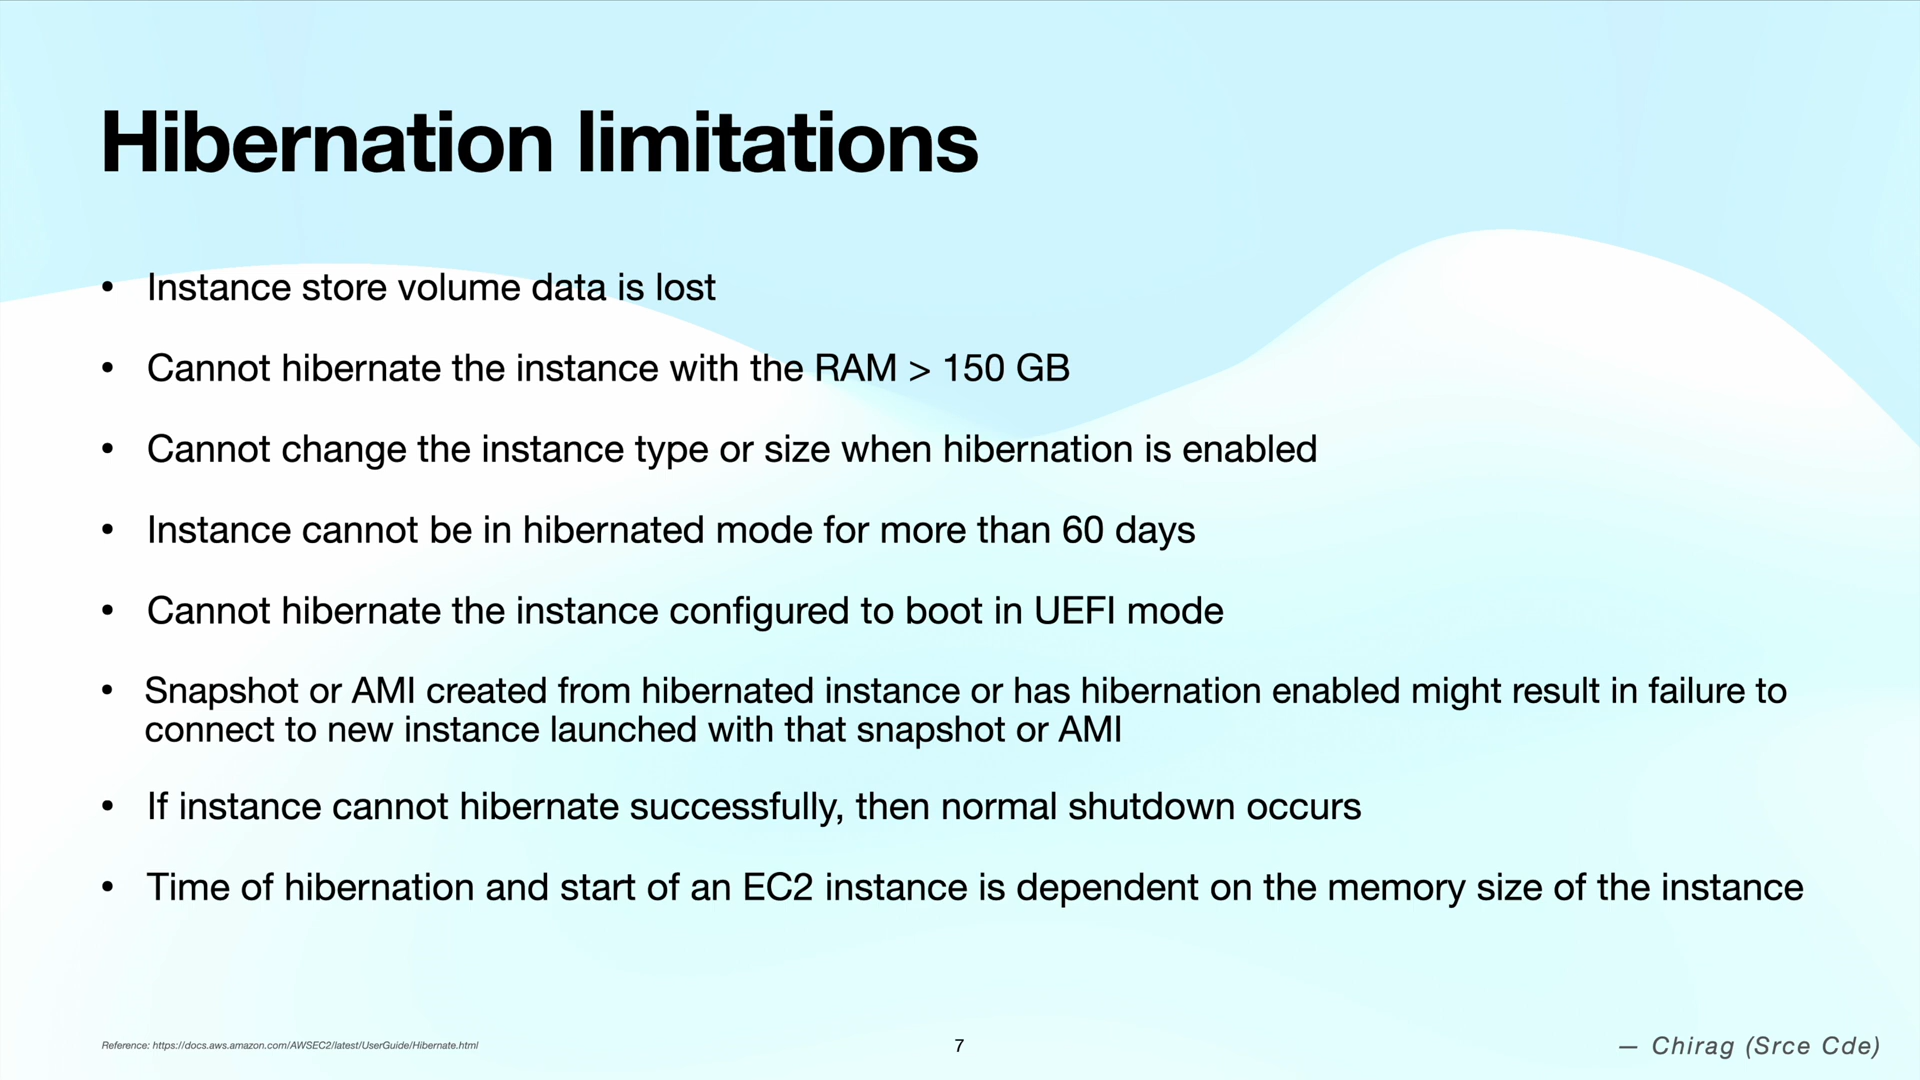 Hibernation limitations
• Instance store volume data is lost
• Cannot hibernate the instance with the RAM > 150 GB
• Cannot change the instance type or size when hibernation is enabled
• Instance cannot be in hibernated mode for more than 60 days
• Cannot hibernate the instance configured to boot in UEFI mode
• Snapshot or AMI created from hibernated instance or has hibernation enabled might result in failure to
connect to new instance launched with that snapshot or AMI
• If instance cannot hibernate successfully, then normal shutdown occurs
• Time of hibernation and start of an EC2 instance is dependent on the memory size of the instance
Reference: https://docs.aws.amazon.com/AWSEC2/latest/UserGuide/Hibernate.html
7
— Chirag (Srce Cde)